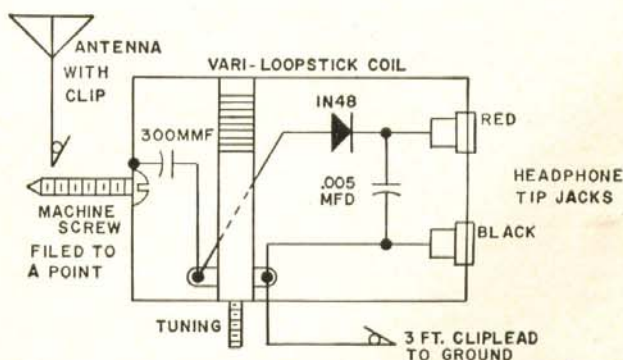 ANTENNA
WITH
CLIP
VARI-LOOPSTICK COIL
IN48
300MMF
RED
.005
MFD
HEADPHONE
TIP JACKS
MACHINE
SCREW
FILED TO
A POINT
BLACK
TUNING
3 FT. CLIPLEAD
TO GROUND